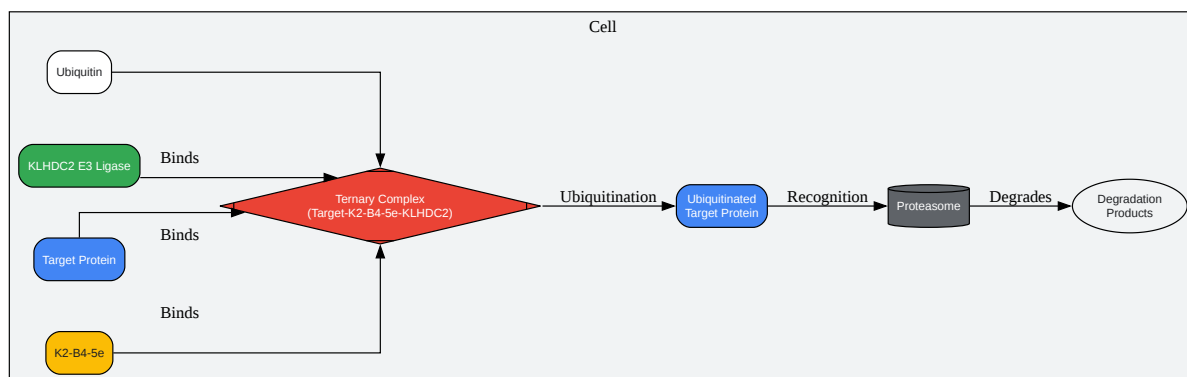 Cell
Ubiquitin
KLHDC2 E3 Ligase
Binds
Target Protein
Binds
K2-B4-5e
Binds
Ternary Complex
(Target-K2-B4-5e-KLHDC2)
Ubiquitination
Ubiquitinated
Target Protein
Recognition
Proteasome
Degrades
Degradation
Products